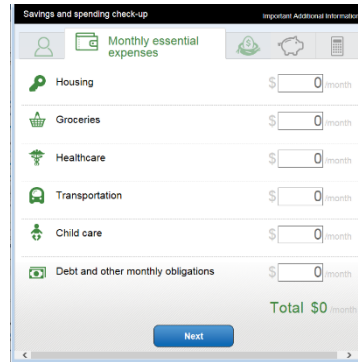 Savings and spending check-up
Important Additional Information
Monthly essential
expenses
Housing $ 0 /month
Groceries $ 0 /month
Healthcare $ 0 /month
Transportation $ 0 /month
Child care $ 0 /month
Debt and other monthly obligations $ 0 /month
Total $0 /month
Next